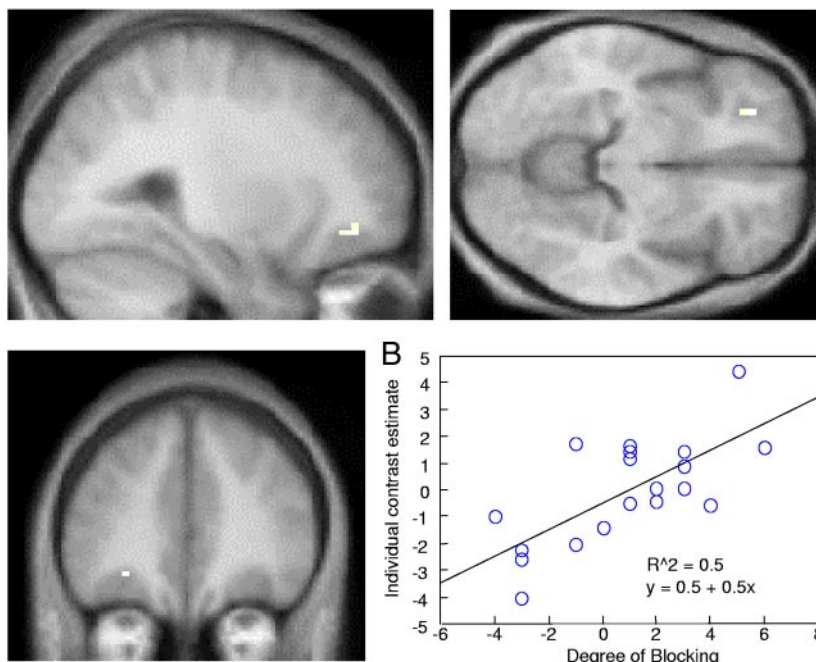 B
5
4
3
2
1
0
-1
-2
-3
-4
-5
Individual contrast estimate
R^2 = 0.5
y = 0.5 + 0.5x
-6 -4 -2 0 2 4 6 8
Degree of Blocking